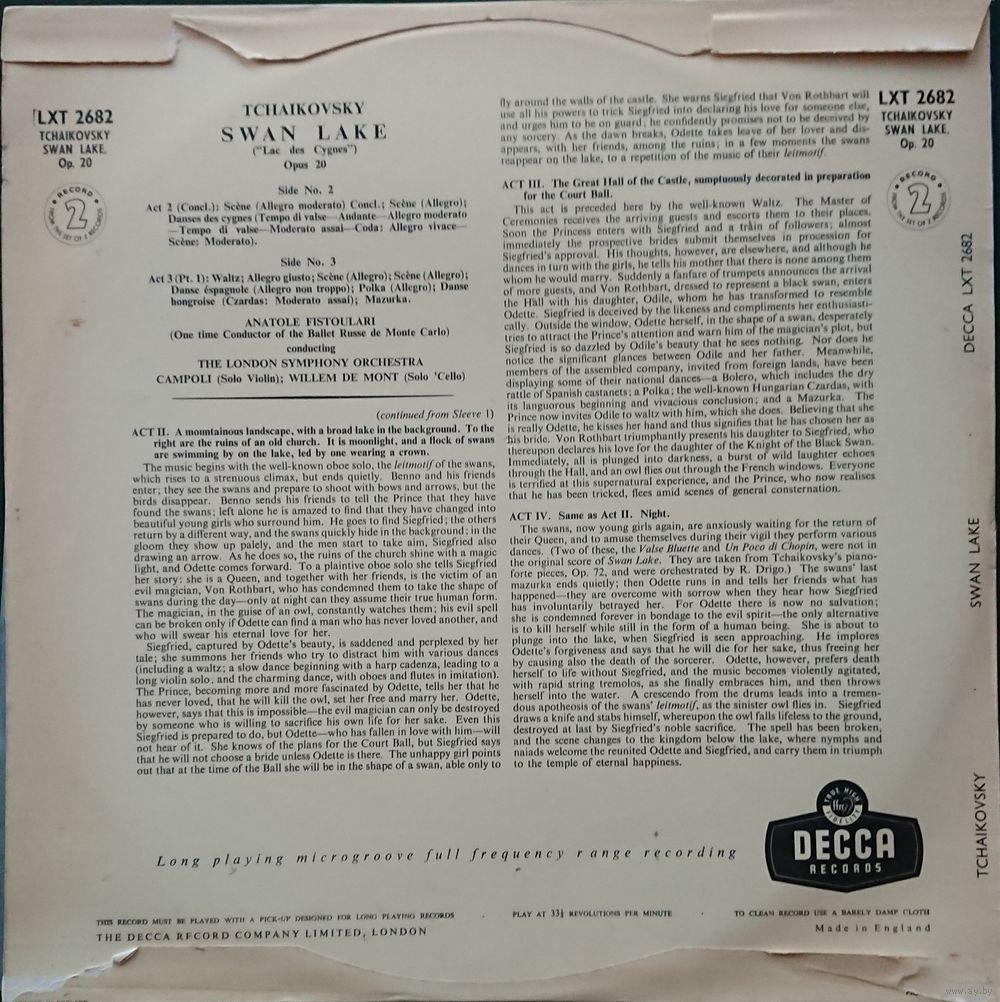 LXT 2682
TCHAIKOVSKY
SWAN LAKE,
Op. 20
RECORD
2
FROM THE SET OF 2 RECORDS
TCHAIKOVSKY
SWAN LAKE
("Lac des Cygnes")
Opus 20
Side No. 2
Act 2 (Concl.): Scène (Allegro moderato) Concl.; Scène (Allegro);
Danses des cygnes (Tempo di valse—Andante—Allegro moderato
—Tempo di valse—Moderato assai—Coda: Allegro vivace—
Scène: Moderato).
Side No. 3
Act 3 (Pt. 1): Waltz; Allegro giusto; Scène (Allegro); Scène (Allegro);
Danse éspagnole (Allegro non troppo); Polka (Allegro); Danse
hongroise (Czardas: Moderato assai); Mazurka.
ANATOLE FISTOULARI
(One time Conductor of the Ballet Russe de Monte Carlo)
conducting
THE LONDON SYMPHONY ORCHESTRA
CAMPOLI (Solo Violin); WILLEM DE MONT (Solo 'Cello)
(continued from Sleeve 1)
ACT II. A mountainous landscape, with a broad lake in the background. To the
right are the ruins of an old church. It is moonlight, and a flock of swans
are swimming by on the lake, led by one wearing a crown.
The music begins with the well-known oboe solo, the leitmotif of the swans,
which rises to a strenuous climax, but ends quietly. Benno and his friends
enter; they see the swans and prepare to shoot with bows and arrows, but the
birds disappear. Benno sends his friends to tell the Prince that they have
found the swans; left alone he is amazed to find that they have changed into
beautiful young girls who surround him. He goes to find Siegfried; the others
return by a different way, and the swans quickly hide in the background; in the
gloom they show up palely, and the men start to take aim, Siegfried also
drawing an arrow. As he does so, the ruins of the church shine with a magic
light, and Odette comes forward. To a plaintive oboe solo she tells Siegfried
her story: she is a Queen, and together with her friends, is the victim of an
evil magician, Von Rothbart, who has condemned them to take the shape of
swans during the day—only at night can they assume their true human form.
The magician, in the guise of an owl, constantly watches them; his evil spell
can be broken only if Odette can find a man who has never loved another, and
who will swear his eternal love for her.
Siegfried, captured by Odette's beauty, is saddened and perplexed by her
tale; she summons her friends who try to distract him with various dances
(including a waltz; a slow dance beginning with a harp cadenza, leading to a
long violin solo; and the charming dance, with oboes and flutes in imitation).
The Prince, becoming more and more fascinated by Odette, tells her that he
has never loved, that he will kill the owl, set her free and marry her. Odette,
however, says that this is impossible—the evil magician can only be destroyed
by someone who is willing to sacrifice his own life for her sake. Even this
Siegfried is prepared to do, but Odette—who has fallen in love with him—will
not hear of it. She knows of the plans for the Court Ball, but Siegfried says
that he will not choose a bride unless Odette is there. The unhappy girl points
out that at the time of the Ball she will be in the shape of a swan, able only to
fly around the walls of the castle. She warns Siegfried that Von Rothbart will
use all his powers to trick Siegfried into declaring his love for someone else,
and urges him to be on guard; he confidently promises not to be deceived by
any sorcery. As the dawn breaks, Odette takes leave of her lover and dis-
appears, with her friends, among the ruins; in a few moments the swans
reappear on the lake, to a repetition of the music of their leitmotif.
ACT III. The Great Hall of the Castle, sumptuously decorated in preparation
for the Court Ball.
This act is preceded here by the well-known Waltz. The Master of
Ceremonies receives the arriving guests and escorts them to their places.
Soon the Princess enters with Siegfried and a train of followers; almost
immediately the prospective brides submit themselves in procession for
Siegfried's approval. His thoughts, however, are elsewhere, and although he
dances in turn with the girls, he tells his mother that there is none among them
whom he would marry. Suddenly a fanfare of trumpets announces the arrival
of more guests, and Von Rothbart, dressed to represent a black swan, enters
the Hall with his daughter, Odile, whom he has transformed to resemble
Odette. Siegfried is deceived by the likeness and compliments her enthusiasti-
cally. Outside the window, Odette herself, in the shape of a swan, desperately
tries to attract the Prince's attention and warn him of the magician's plot, but
Siegfried is so dazzled by Odile's beauty that he sees nothing. Nor does he
notice the significant glances between Odile and her father. Meanwhile,
members of the assembled company, invited from foreign lands, have been
displaying some of their national dances—a Bolero, which includes the dry
rattle of Spanish castanets; a Polka; the well-known Hungarian Czardas, with
its languorous beginning and vivacious conclusion; and a Mazurka. The
Prince now invites Odile to waltz with him, which she does. Believing that she
is really Odette, he kisses her hand and thus signifies that he has chosen her as
his bride. Von Rothbart triumphantly presents his daughter to Siegfried, who
thereupon declares his love for the daughter of the Knight of the Black Swan.
Immediately, all is plunged into darkness, a burst of wild laughter echoes
through the Hall, and an owl flies out through the French windows. Everyone
is terrified at this supernatural experience, and the Prince, who now realises
that he has been tricked, flees amid scenes of general consternation.
ACT IV. Same as Act II. Night.
The swans, now young girls again, are anxiously waiting for the return of
their Queen, and to amuse themselves during their vigil they perform various
dances. (Two of these, the Valse Bluette and Un Poco di Chopin, were not in
the original score of Swan Lake. They are taken from Tchaikovsky's piano-
forte pieces, Op. 72, and were orchestrated by R. Drigo.) The swans' last
mazurka ends quietly; then Odette runs in and tells her friends what has
happened—they are overcome with sorrow when they hear how Siegfried
has involuntarily betrayed her. For Odette there is now no salvation;
she is condemned forever in bondage to the evil spirit—the only alternative
is to kill herself while still in the form of a human being. She is about to
plunge into the lake, when Siegfried is seen approaching. He implores
Odette's forgiveness and says that he will die for her sake, thus freeing her
by causing also the death of the sorcerer. Odette, however, prefers death
herself to life without Siegfried, and the music becomes violently agitated,
with rapid string tremolos, as she finally embraces him, and then throws
herself into the water. A crescendo from the drums leads into a tremen-
dous apotheosis of the swans' leitmotif, as the sinister owl flies in. Siegfried
draws a knife and stabs himself, whereupon the owl falls lifeless to the ground,
destroyed at last by Siegfried's noble sacrifice. The spell has been broken,
and the scene changes to the kingdom below the lake, where nymphs and
naiads welcome the reunited Odette and Siegfried, and carry them in triumph
to the temple of eternal happiness.
LXT 2682
TCHAIKOVSKY
SWAN LAKE,
Op. 20
RECORD
2
FROM THE SET OF 2 RECORDS
DECCA LXT 2682
SWAN LAKE
TCHAIKOVSKY
Long playing microgroove full frequency range recording
TRUE HIGH
ffrr
FIDELITY
DECCA
RECORDS
THIS RECORD MUST BE PLAYED WITH A PICK-UP DESIGNED FOR LONG PLAYING RECORDS · PLAY AT 33⅓ REVOLUTIONS PER MINUTE · TO CLEAN RECORD USE A BARELY DAMP CLOTH
THE DECCA RECORD COMPANY LIMITED, LONDON
Made in England
www.ay.by